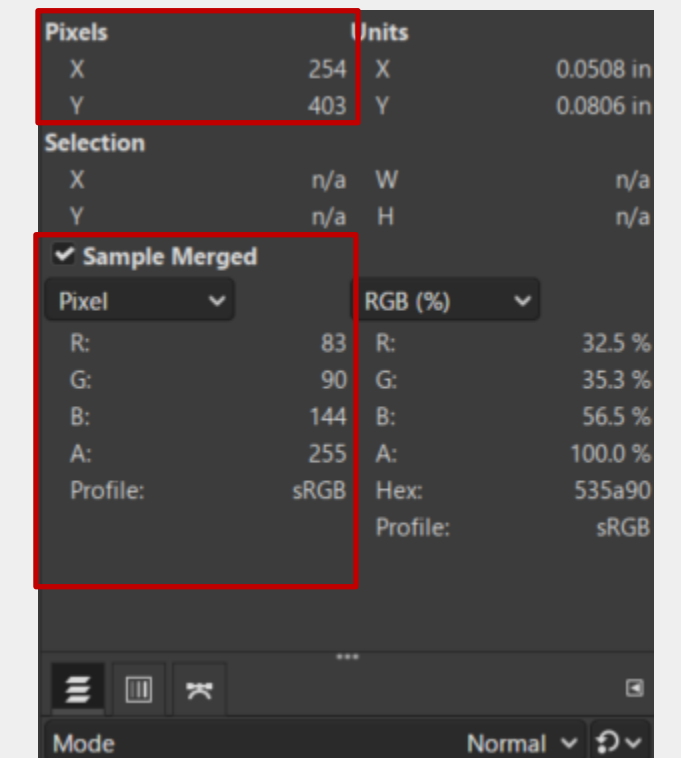 Pixels Units
X 254 X 0.0508 in
Y 403 Y 0.0806 in
Selection
X n/a W n/a
Y n/a H n/a
Sample Merged
Pixel RGB (%)
R: 83 R: 32.5 %
G: 90 G: 35.3 %
B: 144 B: 56.5 %
A: 255 A: 100.0 %
Profile: sRGB Hex: 535a90
Profile: sRGB
Mode Normal